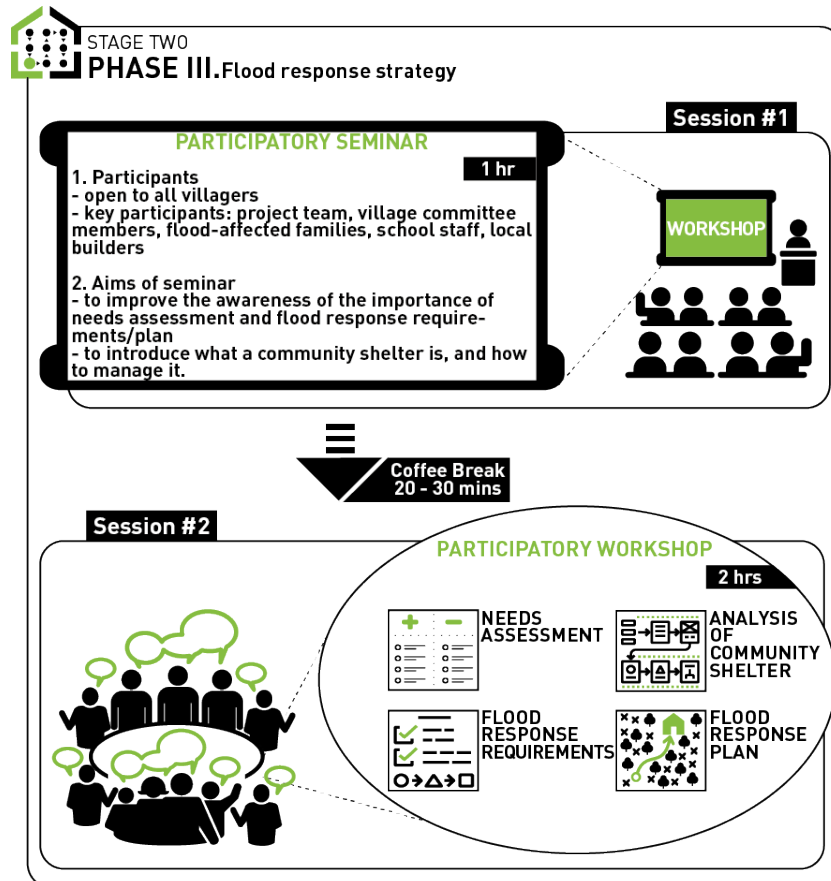 STAGE TWO
PHASE III.Flood response strategy
Session #1
PARTICIPATORY SEMINAR
1 hr
1. Participants
- open to all villagers
- key participants: project team, village committee
members, flood-affected families, school staff, local
builders
2. Aims of seminar
- to improve the awareness of the importance of
needs assessment and flood response require-
ments/plan
- to introduce what a community shelter is, and how
to manage it.
WORKSHOP
Coffee Break
20 - 30 mins
Session #2
PARTICIPATORY WORKSHOP
2 hrs
NEEDS
ASSESSMENT
ANALYSIS
OF
COMMUNITY
SHELTER
FLOOD
RESPONSE
REQUIREMENTS
FLOOD
RESPONSE
PLAN